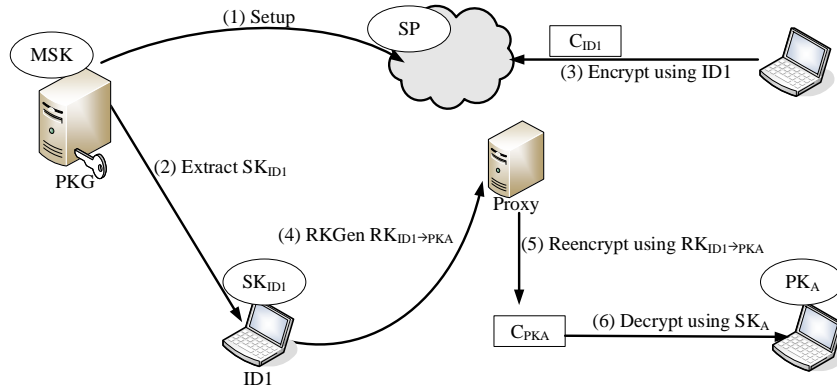 (1) Setup
SP
C_ID1
MSK
(3) Encrypt using ID1
(2) Extract SK_ID1
PKG
Proxy
(4) RKGen RK_ID1→PKA
(5) Reencrypt using RK_ID1→PKA
SK_ID1
PK_A
C_PKA
(6) Decrypt using SK_A
ID1